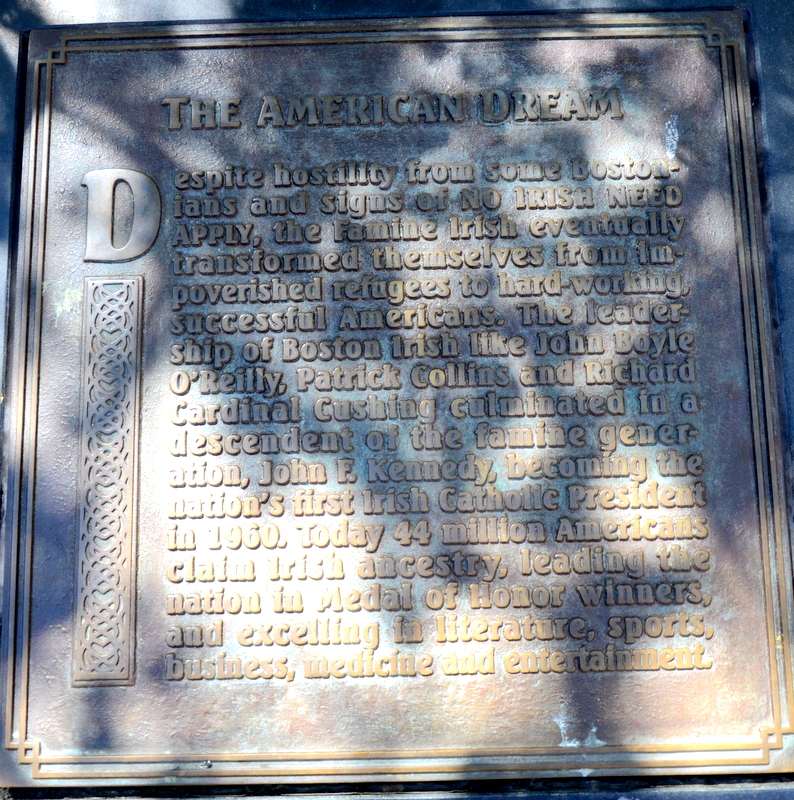 THE AMERICAN DREAM
Despite hostility from some Boston-
ians and signs of NO IRISH NEED
APPLY, the Famine Irish eventually
transformed themselves from im-
poverished refugees to hard-working,
successful Americans. The leader-
ship of Boston Irish like John Boyle
O'Reilly, Patrick Collins and Richard
Cardinal Cushing culminated in a
descendent of the famine gener-
ation, John F. Kennedy, becoming the
nation's first Irish Catholic President
in 1960. Today 44 million Americans
claim Irish ancestry, leading the
nation in Medal of Honor winners,
and excelling in literature, sports,
business, medicine and entertainment.